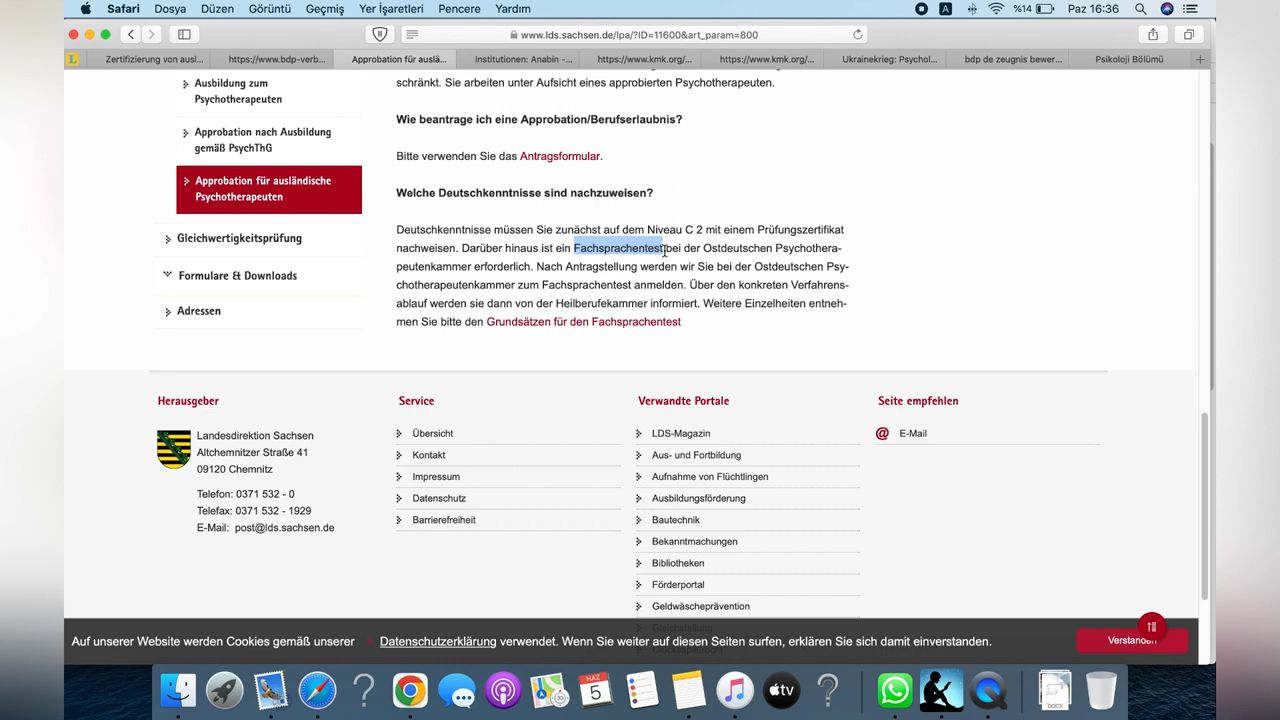 Safari Dosya Düzen Görüntü Geçmiş Yer İşaretleri Pencere Yardım
A %14 Paz 16:36
www.lds.sachsen.de/lpa/?ID=11600&art_param=800
L Zertifizierung von ausl... https://www.bdp-verb... Approbation für auslä... Institutionen: Anabin -... https://www.kmk.org/... https://www.kmk.org/... Ukrainekrieg: Psychol... bdp de zeugnis bewer... Psikoloji Bölümü
Ausbildung zum
Psychotherapeuten
Approbation nach Ausbildung
gemäß PsychThG
Approbation für ausländische
Psychotherapeuten
Gleichwertigkeitsprüfung
Formulare & Downloads
Adressen
schränkt. Sie arbeiten unter Aufsicht eines approbierten Psychotherapeuten.
Wie beantrage ich eine Approbation/Berufserlaubnis?
Bitte verwenden Sie das Antragsformular.
Welche Deutschkenntnisse sind nachzuweisen?
Deutschkenntnisse müssen Sie zunächst auf dem Niveau C 2 mit einem Prüfungszertifikat
nachweisen. Darüber hinaus ist ein Fachsprachentest bei der Ostdeutschen Psychothera-
peutenkammer erforderlich. Nach Antragstellung werden wir Sie bei der Ostdeutschen Psy-
chotherapeutenkammer zum Fachsprachentest anmelden. Über den konkreten Verfahrens-
ablauf werden sie dann von der Heilberufekammer informiert. Weitere Einzelheiten entneh-
men Sie bitte den Grundsätzen für den Fachsprachentest
Herausgeber
Landesdirektion Sachsen
Altchemnitzer Straße 41
09120 Chemnitz
Telefon: 0371 532 - 0
Telefax: 0371 532 - 1929
E-Mail: post@lds.sachsen.de
Service
Übersicht
Kontakt
Impressum
Datenschutz
Barrierefreiheit
Verwandte Portale
LDS-Magazin
Aus- und Fortbildung
Aufnahme von Flüchtlingen
Ausbildungsförderung
Bautechnik
Bekanntmachungen
Bibliotheken
Förderportal
Geldwäscheprävention
Gleichstellung
Seite empfehlen
@ E-Mail
Auf unserer Website werden Cookies gemäß unserer Datenschutzerklärung verwendet. Wenn Sie weiter auf diesen Seiten surfen, erklären Sie sich damit einverstanden.
Verstanden
HAZ
5
tv
DOCX